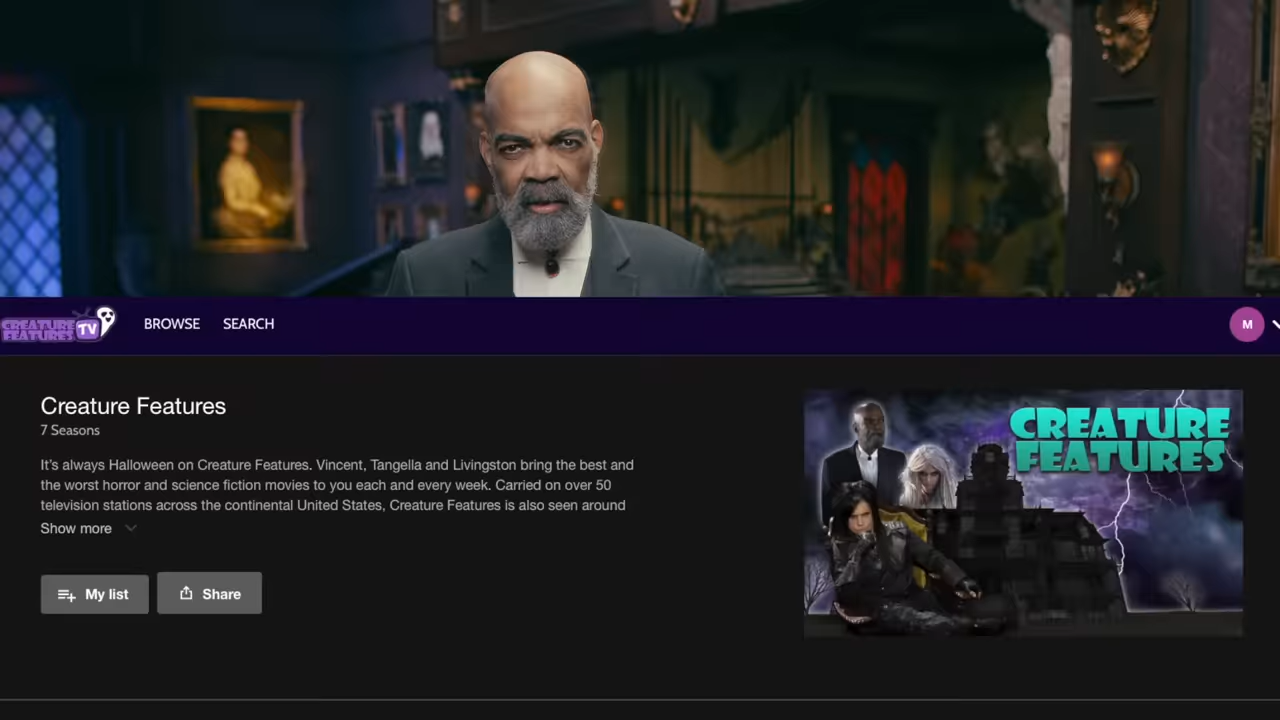 CREATURE
FEATURES
TV
BROWSE
SEARCH
M
Creature Features
7 Seasons
It's always Halloween on Creature Features. Vincent, Tangella and Livingston bring the best and
the worst horror and science fiction movies to you each and every week. Carried on over 50
television stations across the continental United States, Creature Features is also seen around
Show more
My list
Share
CREATURE
FEATURES